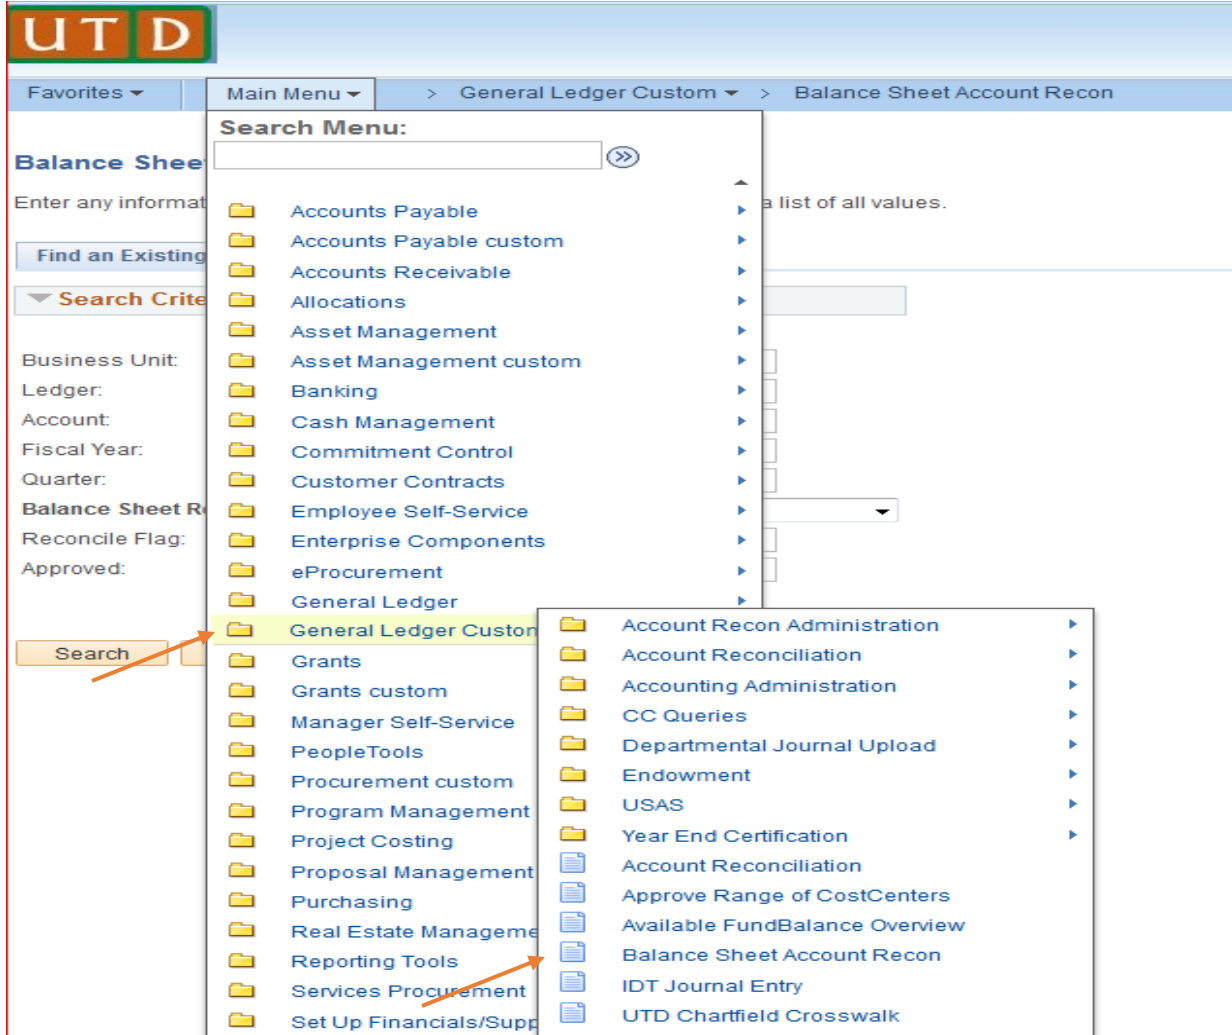 UTD
Favorites Main Menu > General Ledger Custom > Balance Sheet Account Recon
Search Menu:
Balance Shee
Enter any informat a list of all values.
Find an Existing
Search Crite
Business Unit:
Ledger:
Account:
Fiscal Year:
Quarter:
Balance Sheet R
Reconcile Flag:
Approved:
Search
Accounts Payable
Accounts Payable custom
Accounts Receivable
Allocations
Asset Management
Asset Management custom
Banking
Cash Management
Commitment Control
Customer Contracts
Employee Self-Service
Enterprise Components
eProcurement
General Ledger
General Ledger Custon
Grants
Grants custom
Manager Self-Service
PeopleTools
Procurement custom
Program Management
Project Costing
Proposal Management
Purchasing
Real Estate Manageme
Reporting Tools
Services Procurement
Set Up Financials/Supp
Account Recon Administration
Account Reconciliation
Accounting Administration
CC Queries
Departmental Journal Upload
Endowment
USAS
Year End Certification
Account Reconciliation
Approve Range of CostCenters
Available FundBalance Overview
Balance Sheet Account Recon
IDT Journal Entry
UTD Chartfield Crosswalk